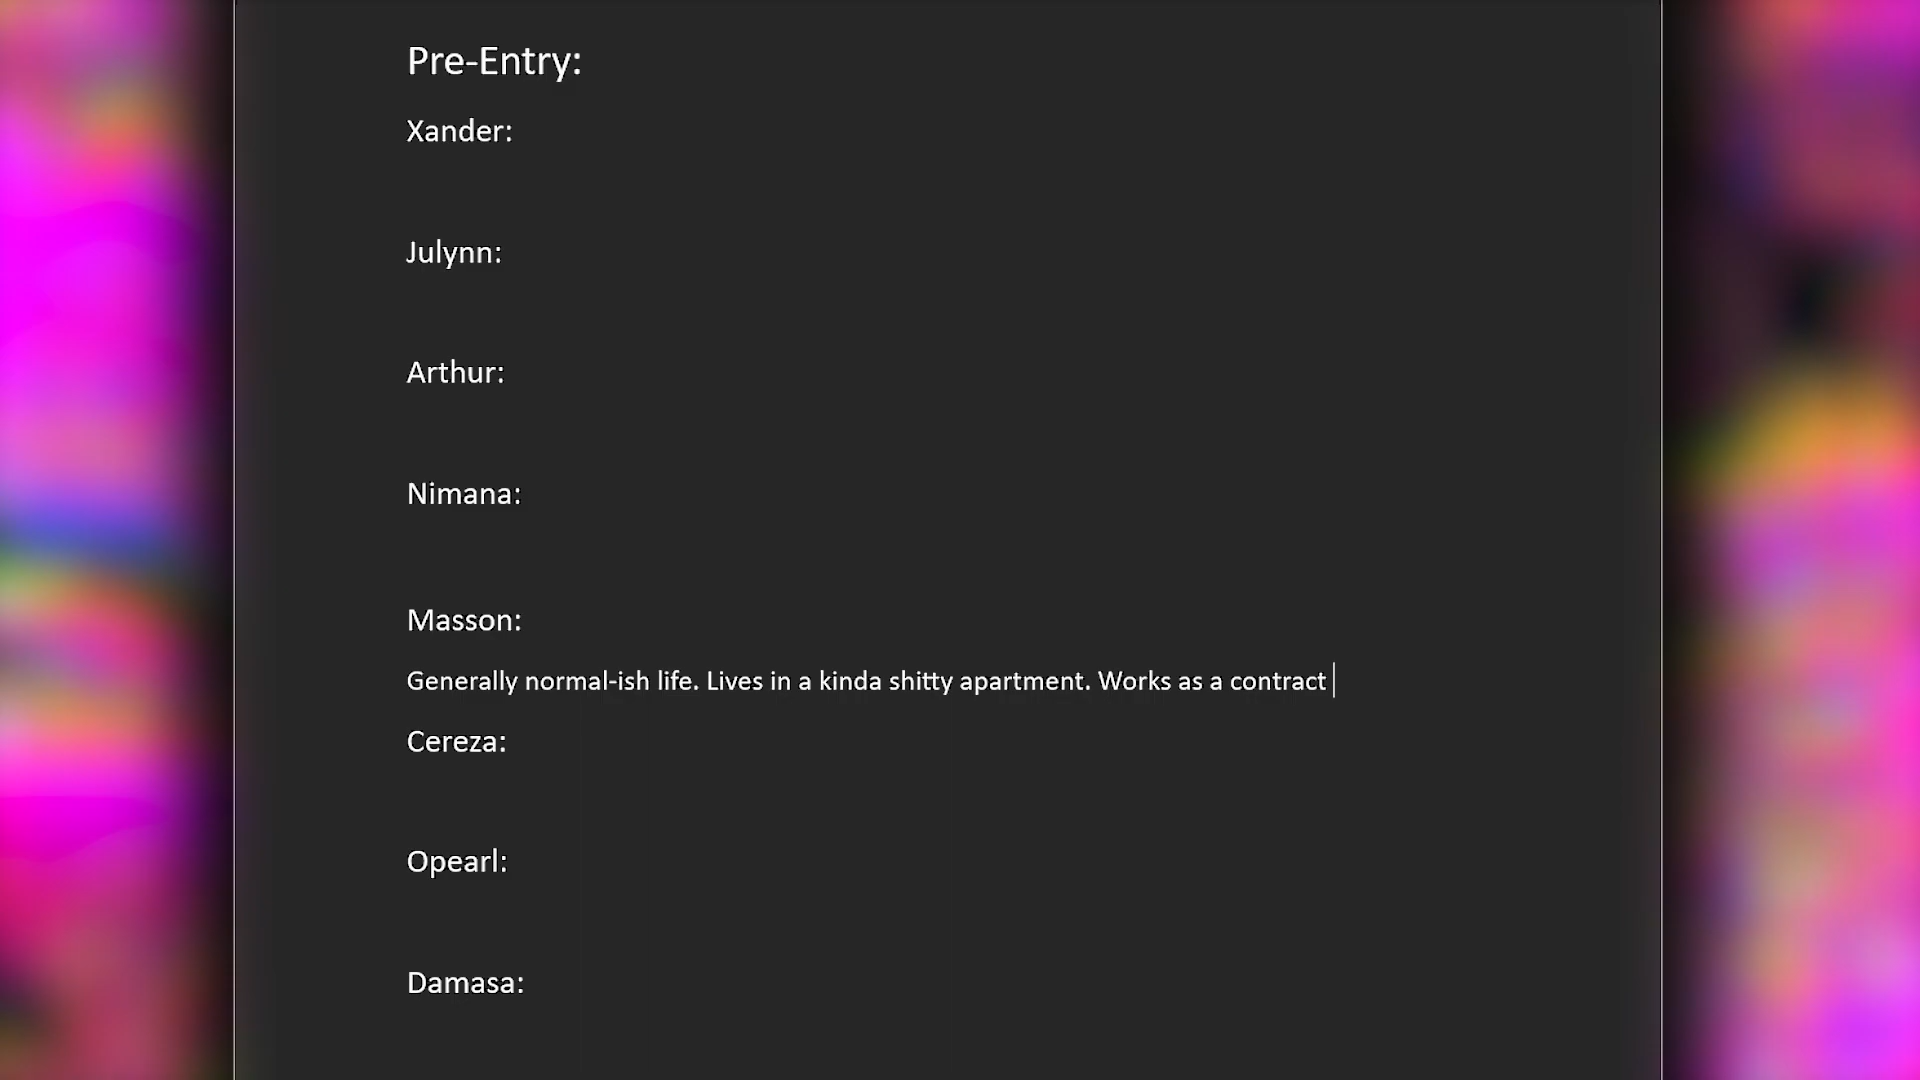 Pre-Entry:
Xander:
Julynn:
Arthur:
Nimana:
Masson:
Generally normal-ish life. Lives in a kinda shitty apartment. Works as a contract
Cereza:
Opearl:
Damasa: